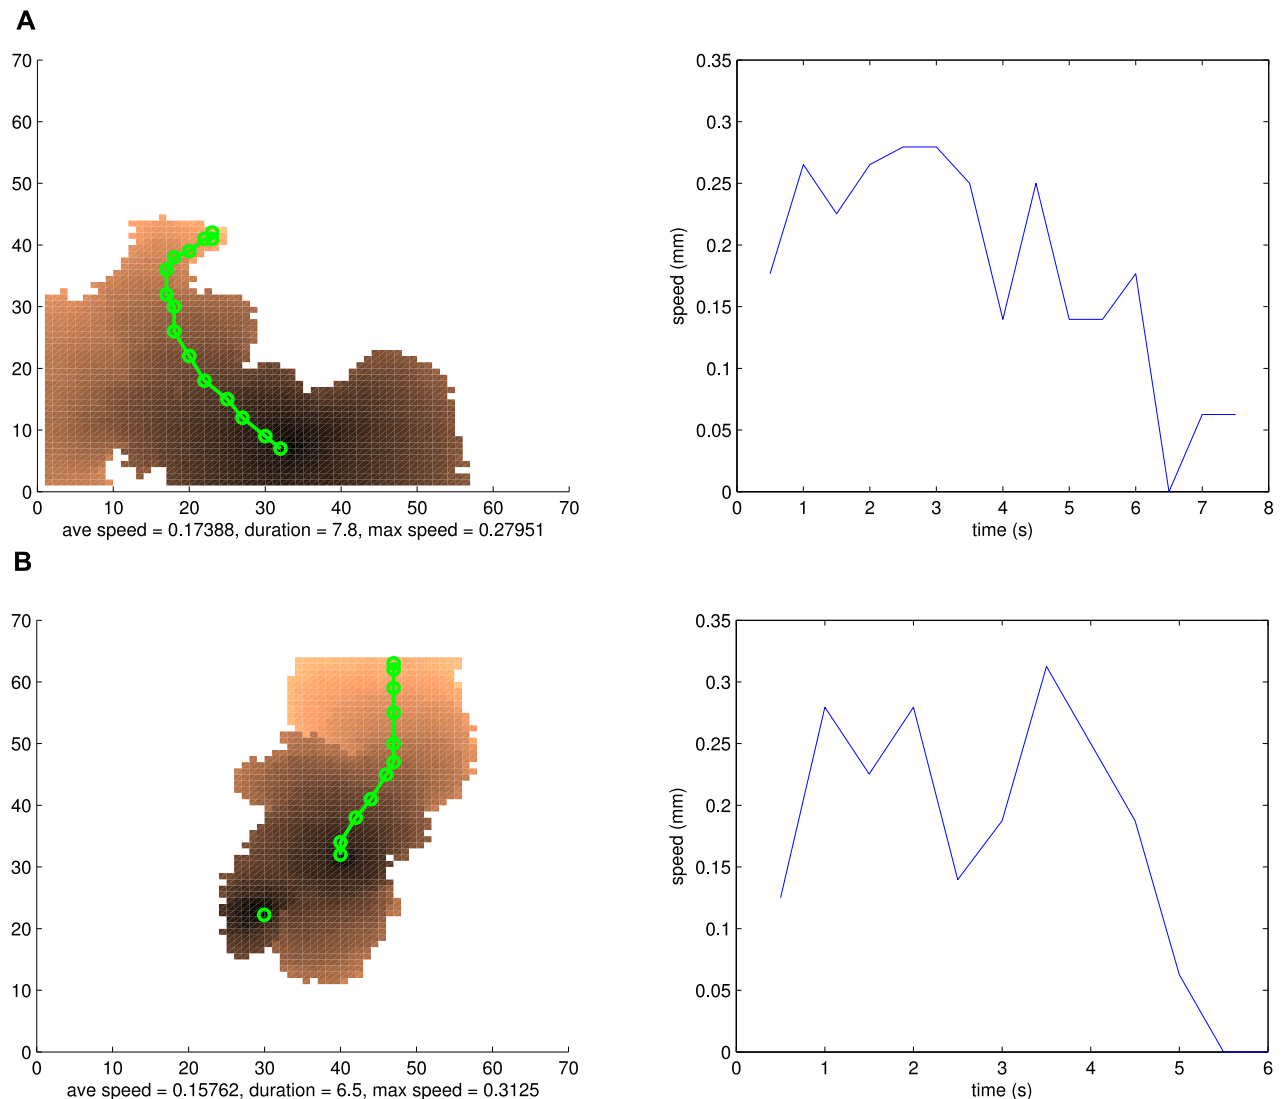 A
70
60
50
40
30
20
10
0
0 10 20 30 40 50 60 70
ave speed = 0.17388, duration = 7.8, max speed = 0.27951
0.35
0.3
0.25
0.2
0.15
0.1
0.05
0
speed (mm)
0 1 2 3 4 5 6 7 8
time (s)
B
70
60
50
40
30
20
10
0
0 10 20 30 40 50 60 70
ave speed = 0.15762, duration = 6.5, max speed = 0.3125
0.35
0.3
0.25
0.2
0.15
0.1
0.05
0
speed (mm)
0 1 2 3 4 5 6
time (s)